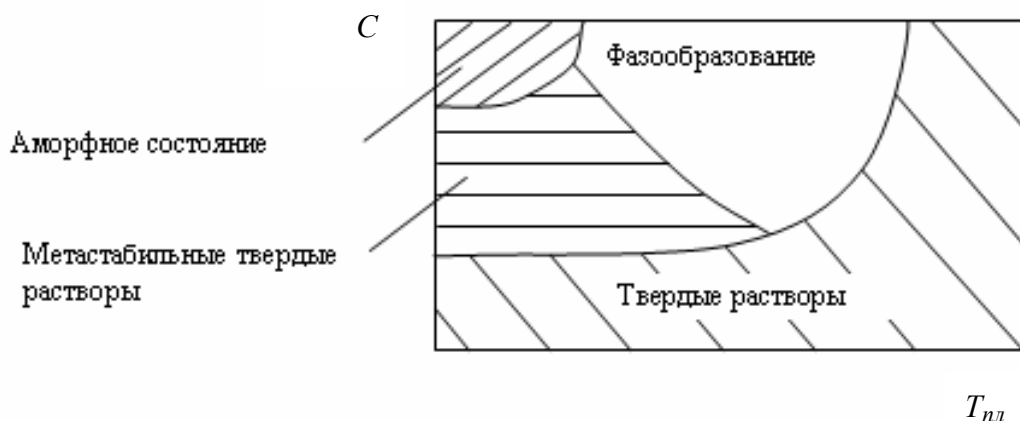 C
Фазообразование
Аморфное состояние
Метастабильные твердые
растворы
Твердые растворы
Tпл